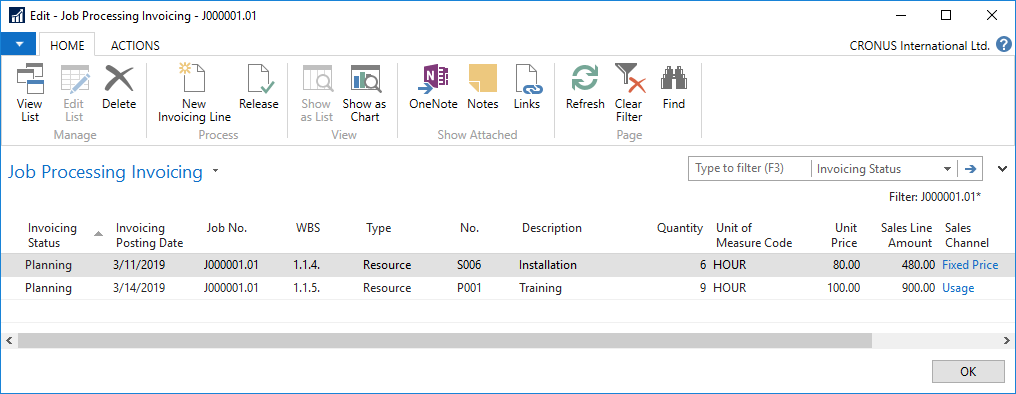 Edit - Job Processing Invoicing - J000001.01
HOME ACTIONS CRONUS International Ltd. ?
View List
Edit List
Delete
Manage
New Invoicing Line
Release
Process
Show as List
Show as Chart
View
OneNote
Notes
Links
Show Attached
Refresh
Clear Filter
Find
Page
Job Processing Invoicing
Type to filter (F3) Invoicing Status
Filter: J000001.01*
Invoicing Status Invoicing Posting Date Job No. WBS Type No. Description Quantity Unit of Measure Code Unit Price Sales Line Amount Sales Channel
Planning 3/11/2019 J000001.01 1.1.4. Resource S006 Installation 6 HOUR 80.00 480.00 Fixed Price
Planning 3/14/2019 J000001.01 1.1.5. Resource P001 Training 9 HOUR 100.00 900.00 Usage
OK